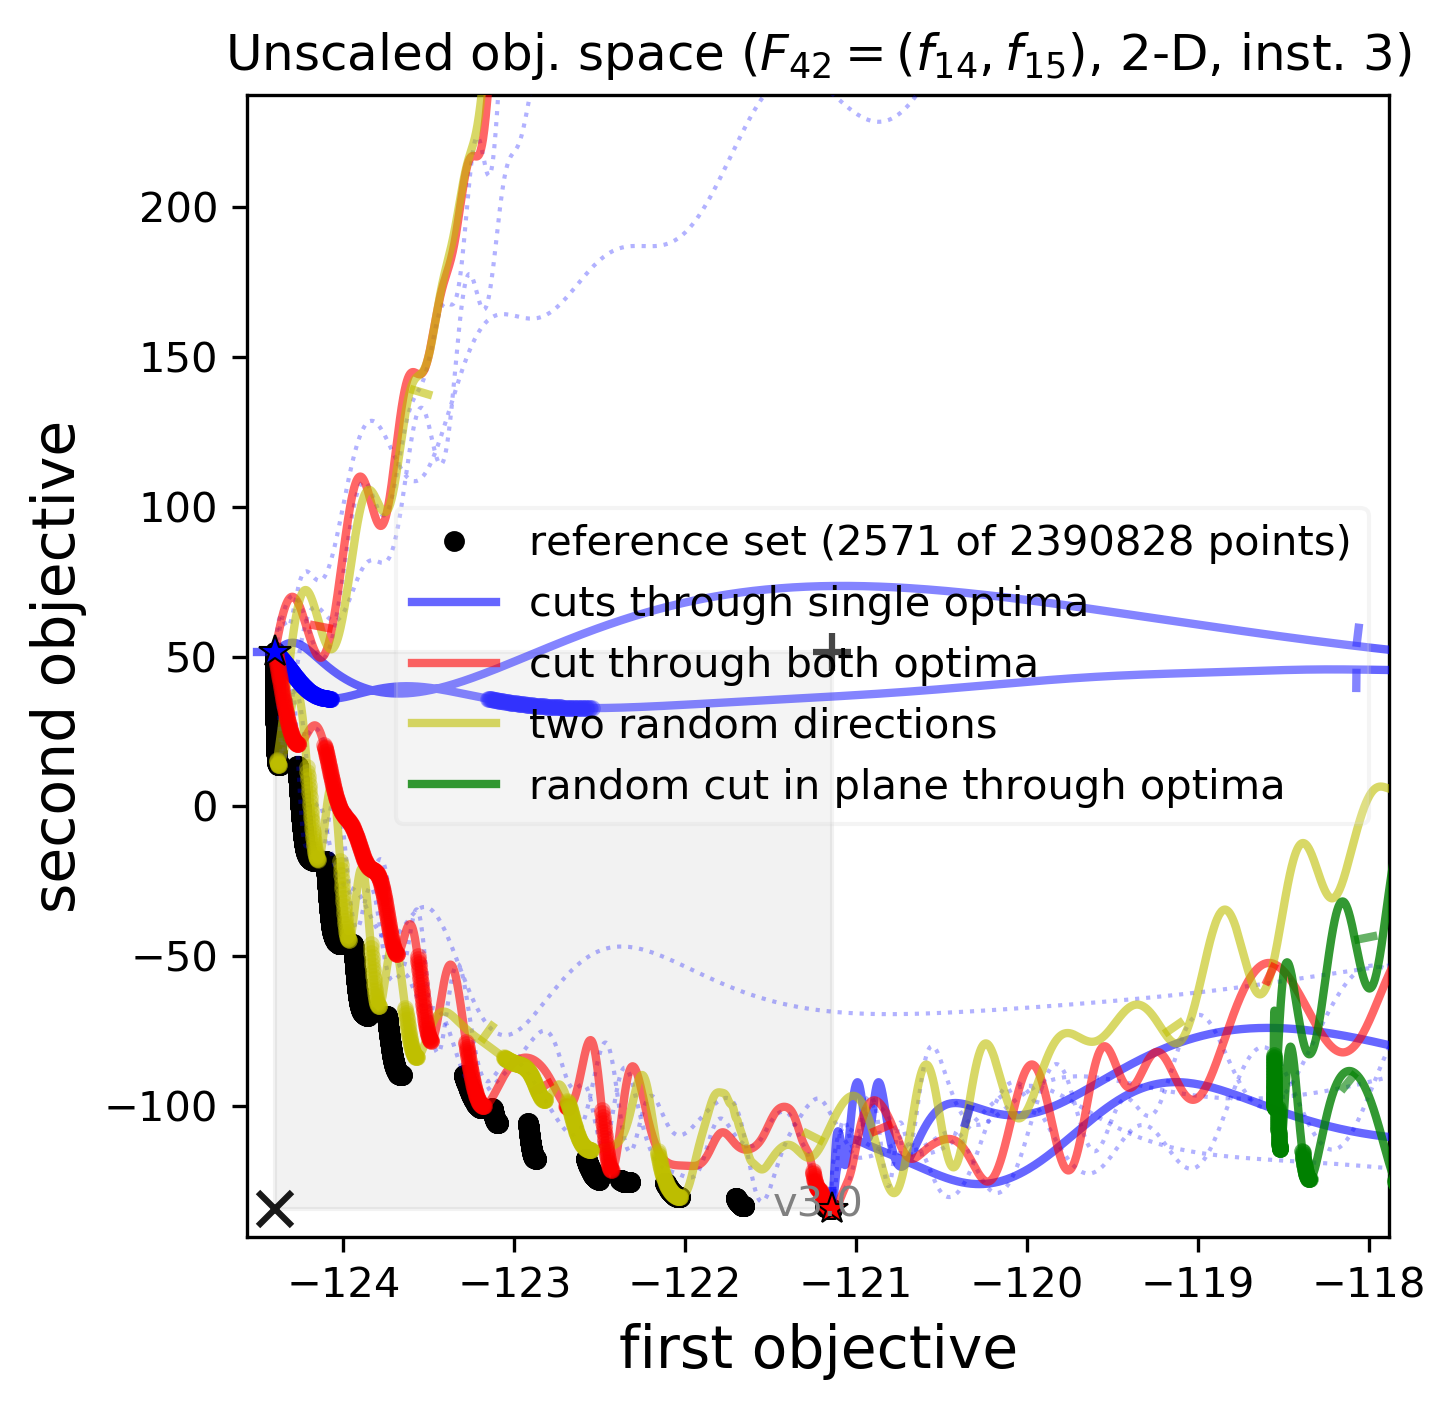 Unscaled obj. space (F₄₂ = (f₁₄, f₁₅), 2-D, inst. 3)
second objective
200
150
100
50
0
−50
−100
reference set (2571 of 2390828 points)
cuts through single optima
cut through both optima
two random directions
random cut in plane through optima
v3.0
−124 −123 −122 −121 −120 −119 −118
first objective